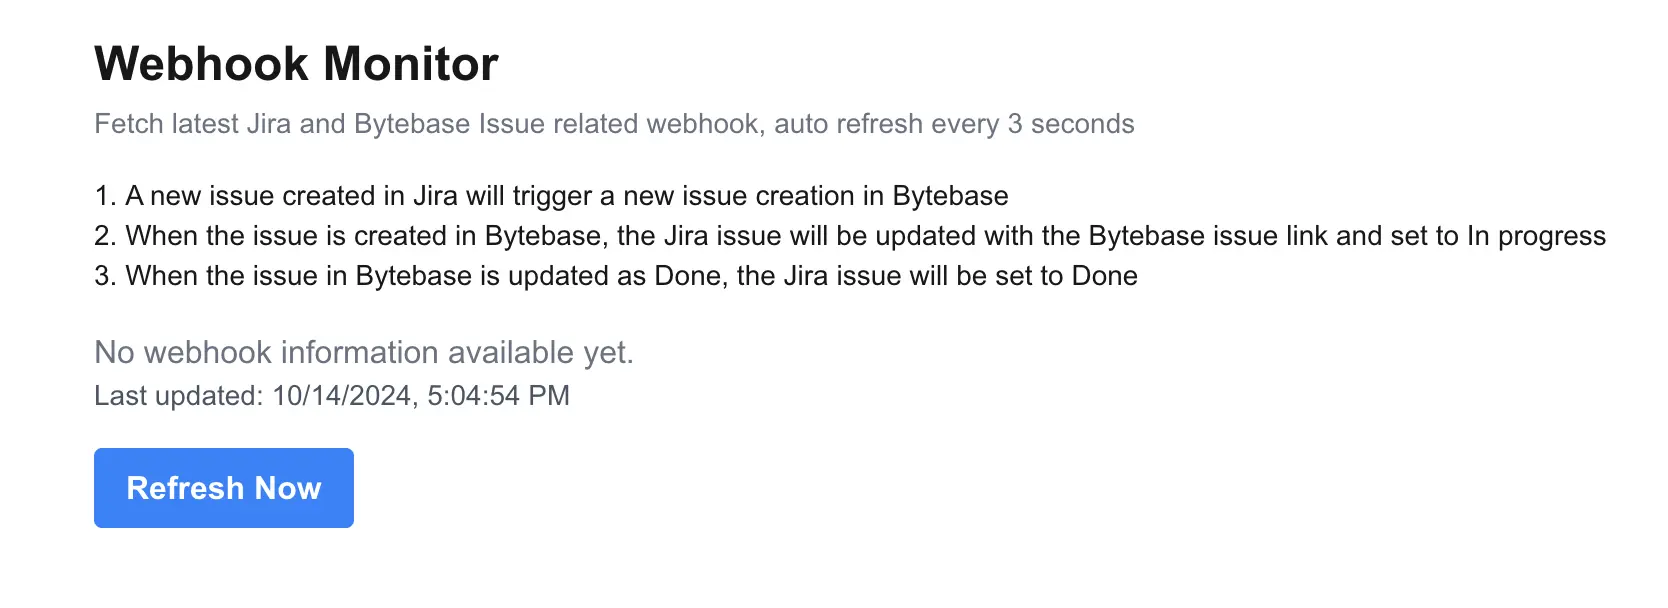 Webhook Monitor
Fetch latest Jira and Bytebase Issue related webhook, auto refresh every 3 seconds
1. A new issue created in Jira will trigger a new issue creation in Bytebase
2. When the issue is created in Bytebase, the Jira issue will be updated with the Bytebase issue link and set to In progress
3. When the issue in Bytebase is updated as Done, the Jira issue will be set to Done
No webhook information available yet.
Last updated: 10/14/2024, 5:04:54 PM
Refresh Now